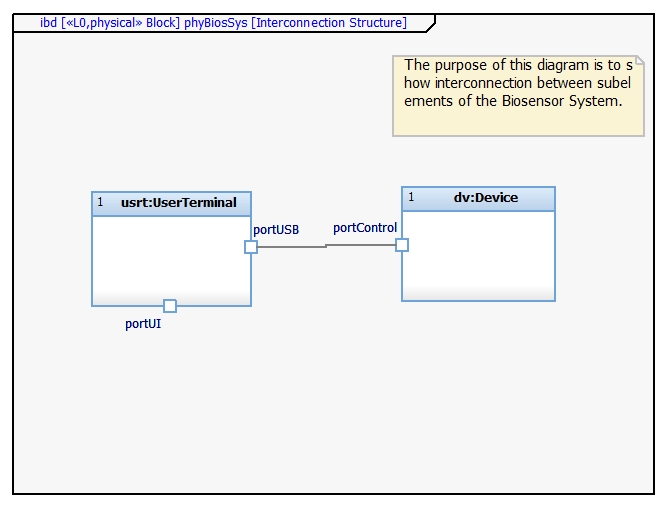 ibd [«L0,physical» Block] phyBiosSys [Interconnection Structure]
The purpose of this diagram is to s
how interconnection between subel
ements of the Biosensor System.
1 usrt:UserTerminal
1 dv:Device
portUSB
portControl
portUI